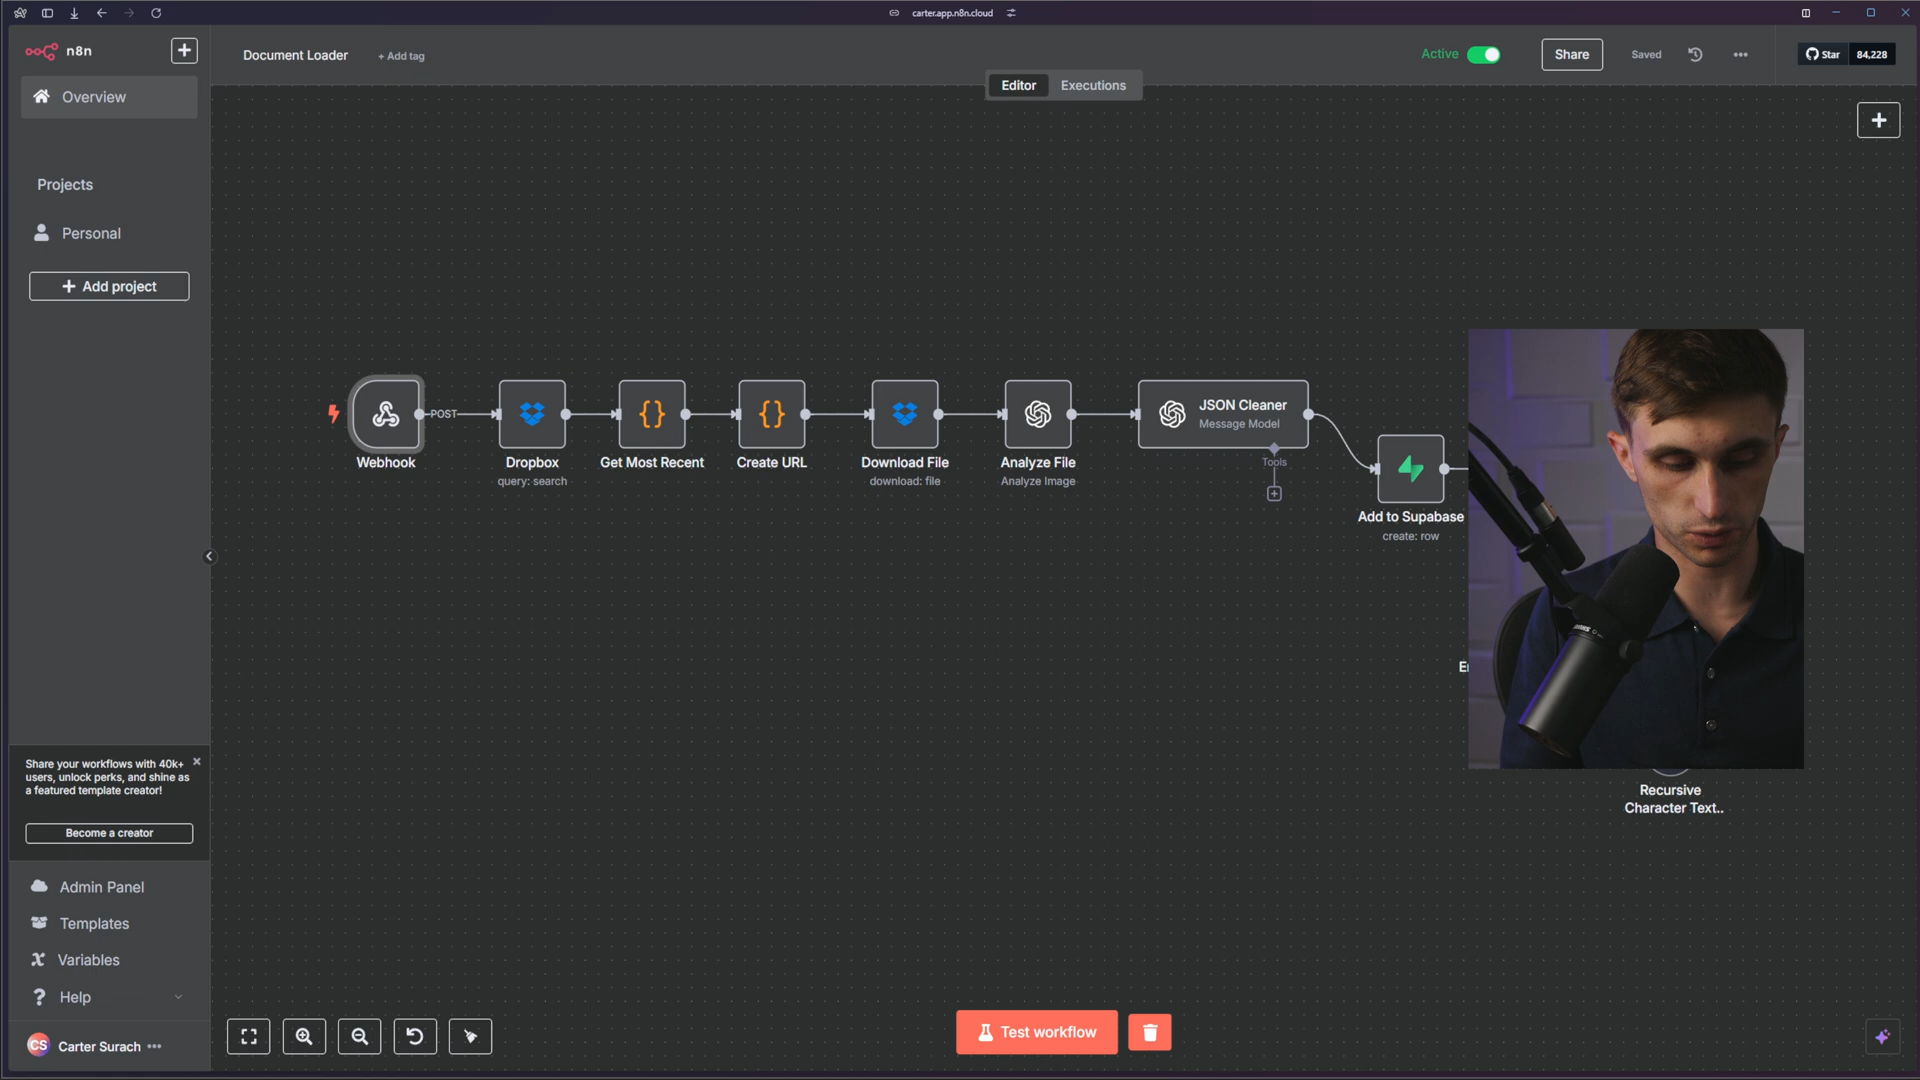 carter.app.n8n.cloud
n8n
Document Loader
+ Add tag
Active
Share
Saved
Star
84,228
Editor
Executions
Overview
Projects
Personal
Add project
POST
Webhook
Dropbox
query: search
Get Most Recent
Create URL
Download File
download: file
Analyze File
Analyze Image
JSON Cleaner
Message Model
Tools
Add to Supabase
create: row
Recursive
Character Text..
Share your workflows with 40k+
users, unlock perks, and shine as
a featured template creator!
Become a creator
Admin Panel
Templates
Variables
Help
CS
Carter Surach
Test workflow